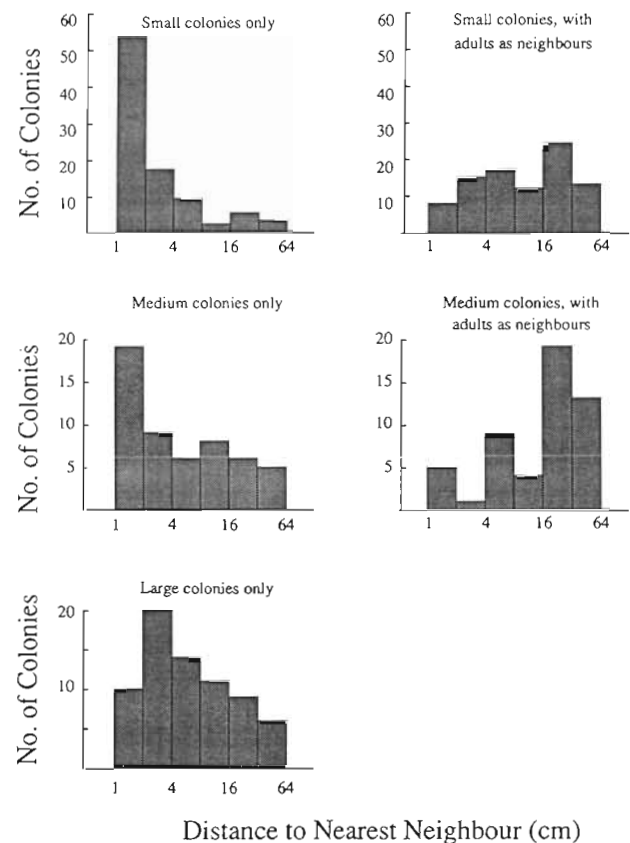 Small colonies only
No. of Colonies
60
50
40
30
20
10
1 4 16 64
Small colonies, with
adults as neighbours
60
50
40
30
20
10
1 4 16 64
Medium colonies only
No. of Colonies
20
15
10
5
1 4 16 64
Medium colonies, with
adults as neighbours
20
15
10
5
1 4 16 64
Large colonies only
No. of Colonies
20
10
1 4 16 64
Distance to Nearest Neighbour (cm)